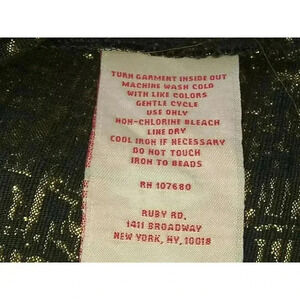 TURN GARMENT INSIDE OUT
MACHINE WASH COLD
WITH LIKE COLORS
GENTLE CYCLE
USE ONLY
NON-CHLORINE BLEACH
LINE DRY
COOL IRON IF NECESSARY
DO NOT TOUCH
IRON TO BEADS
RN 107680
RUBY RD.
1411 BROADWAY
NEW YORK, NY, 10018